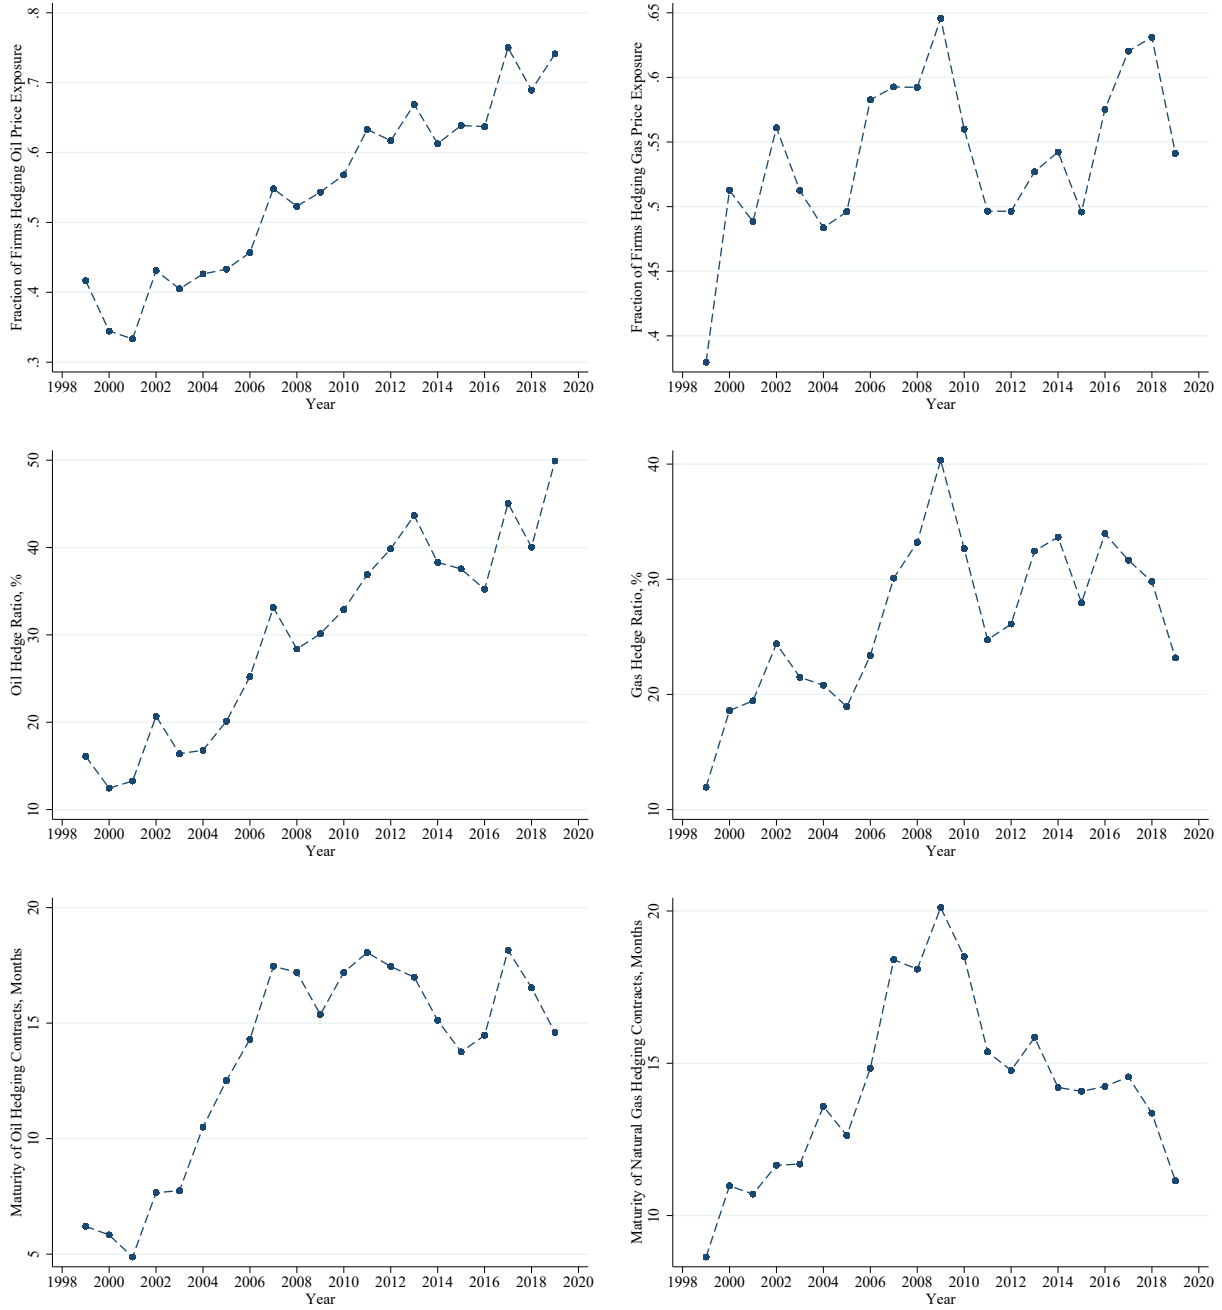 Fraction of Firms Hedging Oil Price Exposure
.8
.7
.6
.5
.4
.3
1998 2000 2002 2004 2006 2008 2010 2012 2014 2016 2018 2020
Year
Fraction of Firms Hedging Gas Price Exposure
.65
.6
.55
.5
.45
.4
1998 2000 2002 2004 2006 2008 2010 2012 2014 2016 2018 2020
Year
Oil Hedge Ratio, %
50
40
30
20
10
1998 2000 2002 2004 2006 2008 2010 2012 2014 2016 2018 2020
Year
Gas Hedge Ratio, %
40
30
20
10
1998 2000 2002 2004 2006 2008 2010 2012 2014 2016 2018 2020
Year
Maturity of Oil Hedging Contracts, Months
20
15
10
5
1998 2000 2002 2004 2006 2008 2010 2012 2014 2016 2018 2020
Year
Maturity of Natural Gas Hedging Contracts, Months
20
15
10
1998 2000 2002 2004 2006 2008 2010 2012 2014 2016 2018 2020
Year